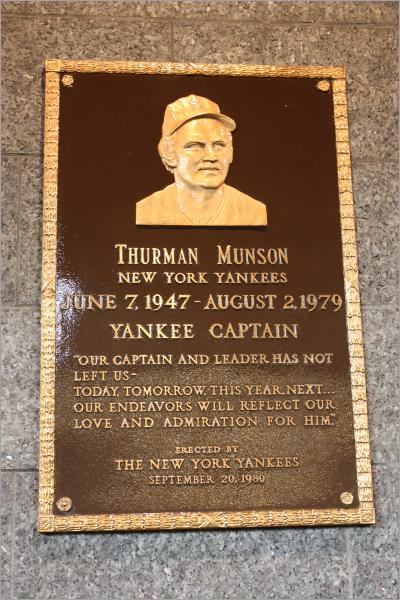 THURMAN MUNSON
NEW YORK YANKEES
JUNE 7, 1947 - AUGUST 2, 1979
YANKEE CAPTAIN
"OUR CAPTAIN AND LEADER HAS NOT
LEFT US -
TODAY, TOMORROW, THIS YEAR, NEXT...
OUR ENDEAVORS WILL REFLECT OUR
LOVE AND ADMIRATION FOR HIM."
ERECTED BY
THE NEW YORK YANKEES
SEPTEMBER 20, 1980